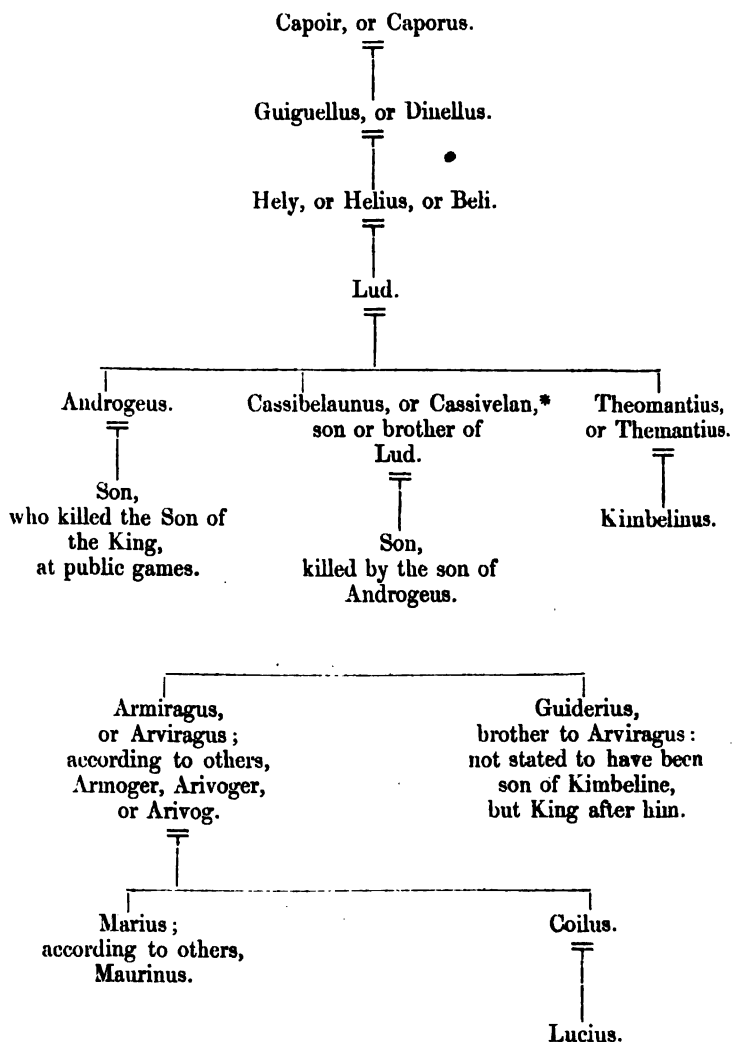 Capoir, or Caporus.
Guiguellus, or Dinellus.
Hely, or Helius, or Beli.
Lud.
Androgeus.
Cassibelaunus, or Cassivelan,*
son or brother of
Lud.
Theomantius,
or Themantius.
Son,
who killed the Son of
the King,
at public games.
Son,
killed by the son of
Androgeus.
Kimbelinus.
Armiragus,
or Arviragus;
according to others,
Armoger, Arivoger,
or Arivog.
Guiderius,
brother to Arviragus:
not stated to have been
son of Kimbeline,
but King after him.
Marius;
according to others,
Maurinus.
Coilus.
Lucius.